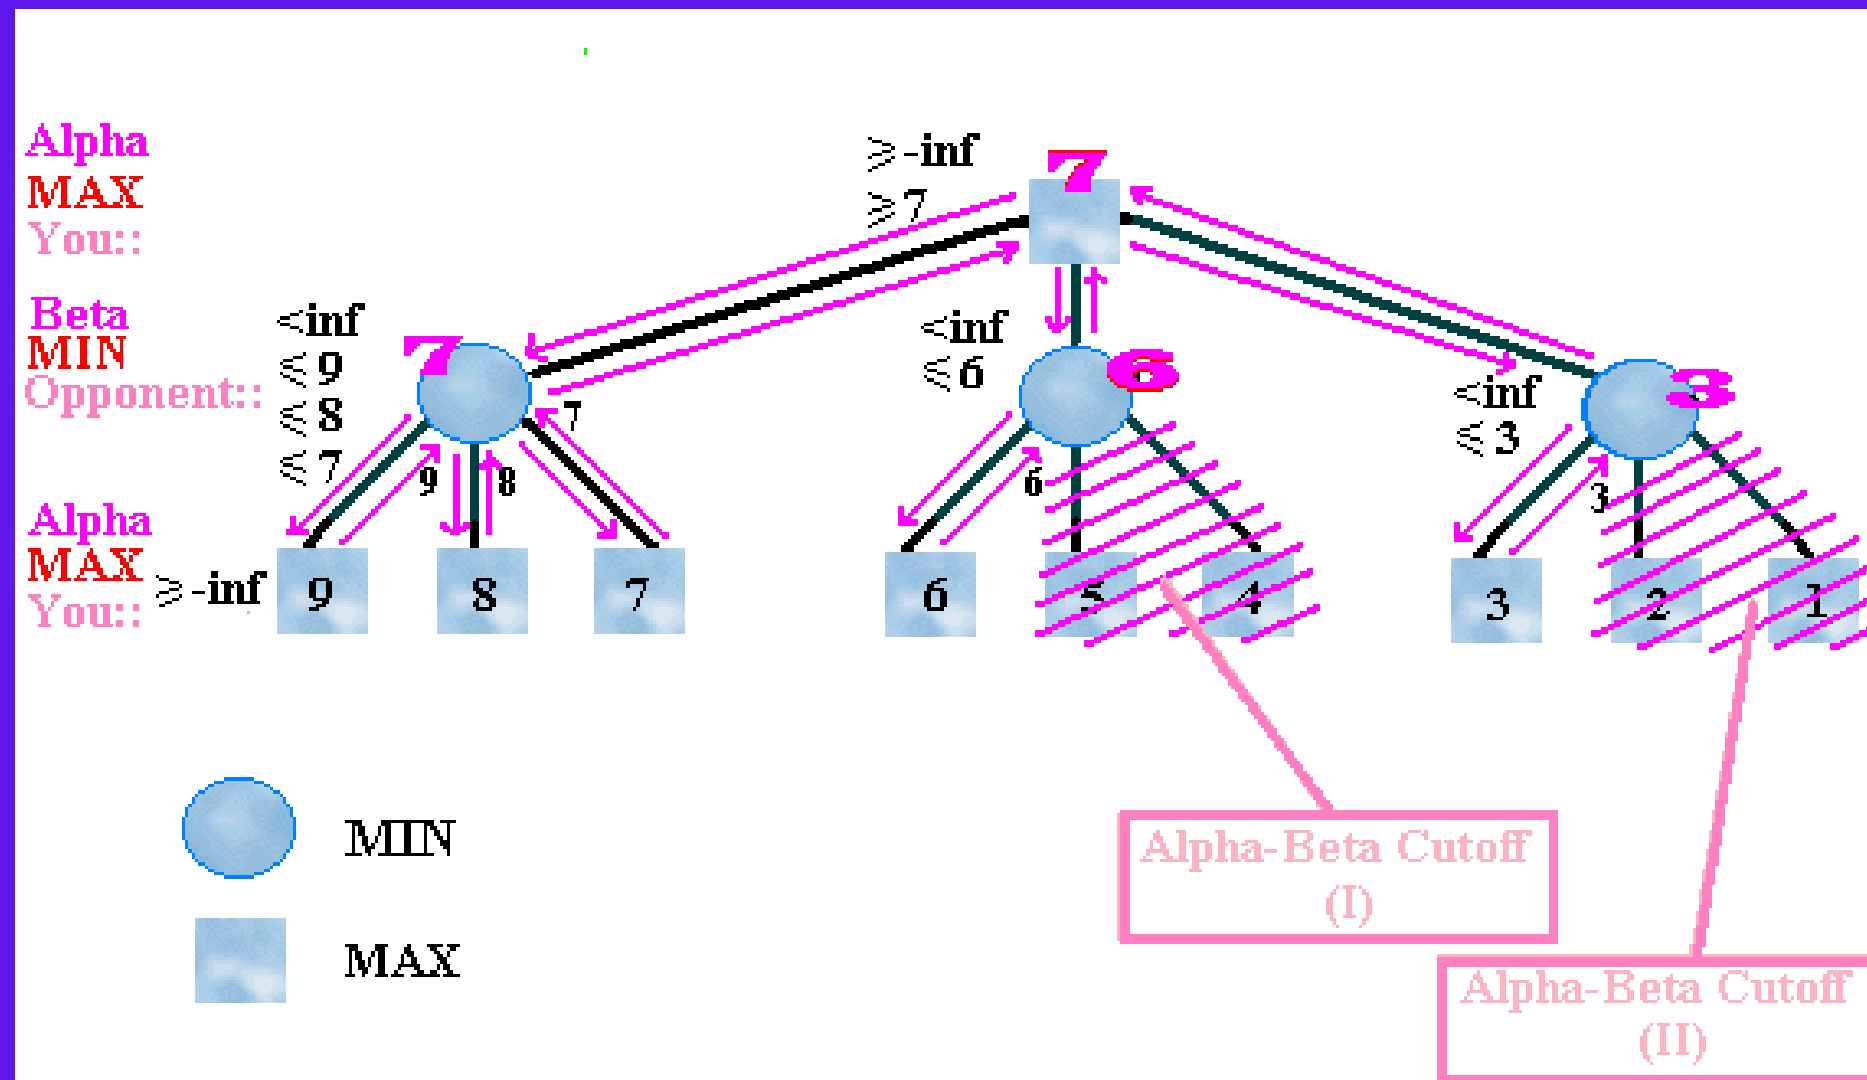 Alpha
MAX
You::
≥-inf
≥7
7
Beta
MIN
Opponent::
<inf
≤9
≤8
≤7
7
<inf
≤6
6
<inf
≤3
3
7
9
8
6
3
Alpha
MAX
You::
≥-inf
9
8
7
6
5
4
3
2
1
MIN
MAX
Alpha-Beta Cutoff
(I)
Alpha-Beta Cutoff
(II)